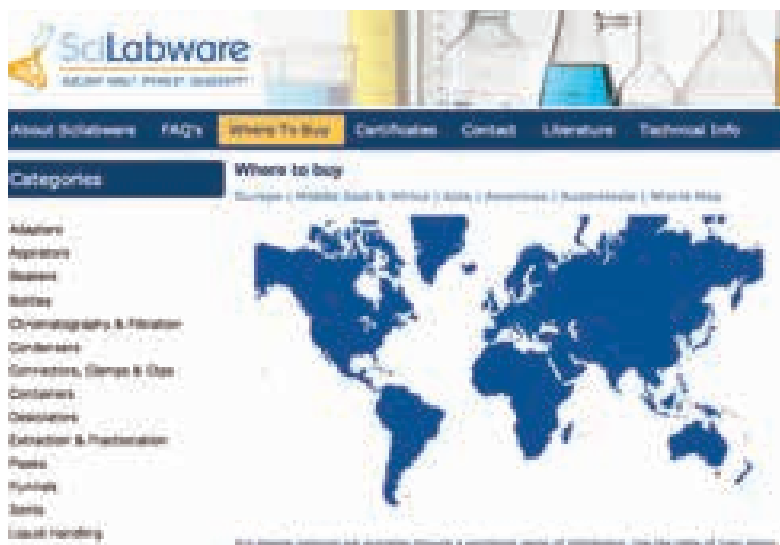 SciLabware
About Scilabware FAQ's Where To Buy Certificates Contact Literature Technical Info
Categories
Where to buy
Europe | Middle East & Africa | Asia | Americas | Australasia | World Map
Adaptors
Aspirators
Beakers
Bottles
Chromatography & Filtration
Condensers
Connectors, Clamps & Clips
Containers
Desiccators
Extraction & Fractionation
Flasks
Funnels
Joints
Liquid Handling